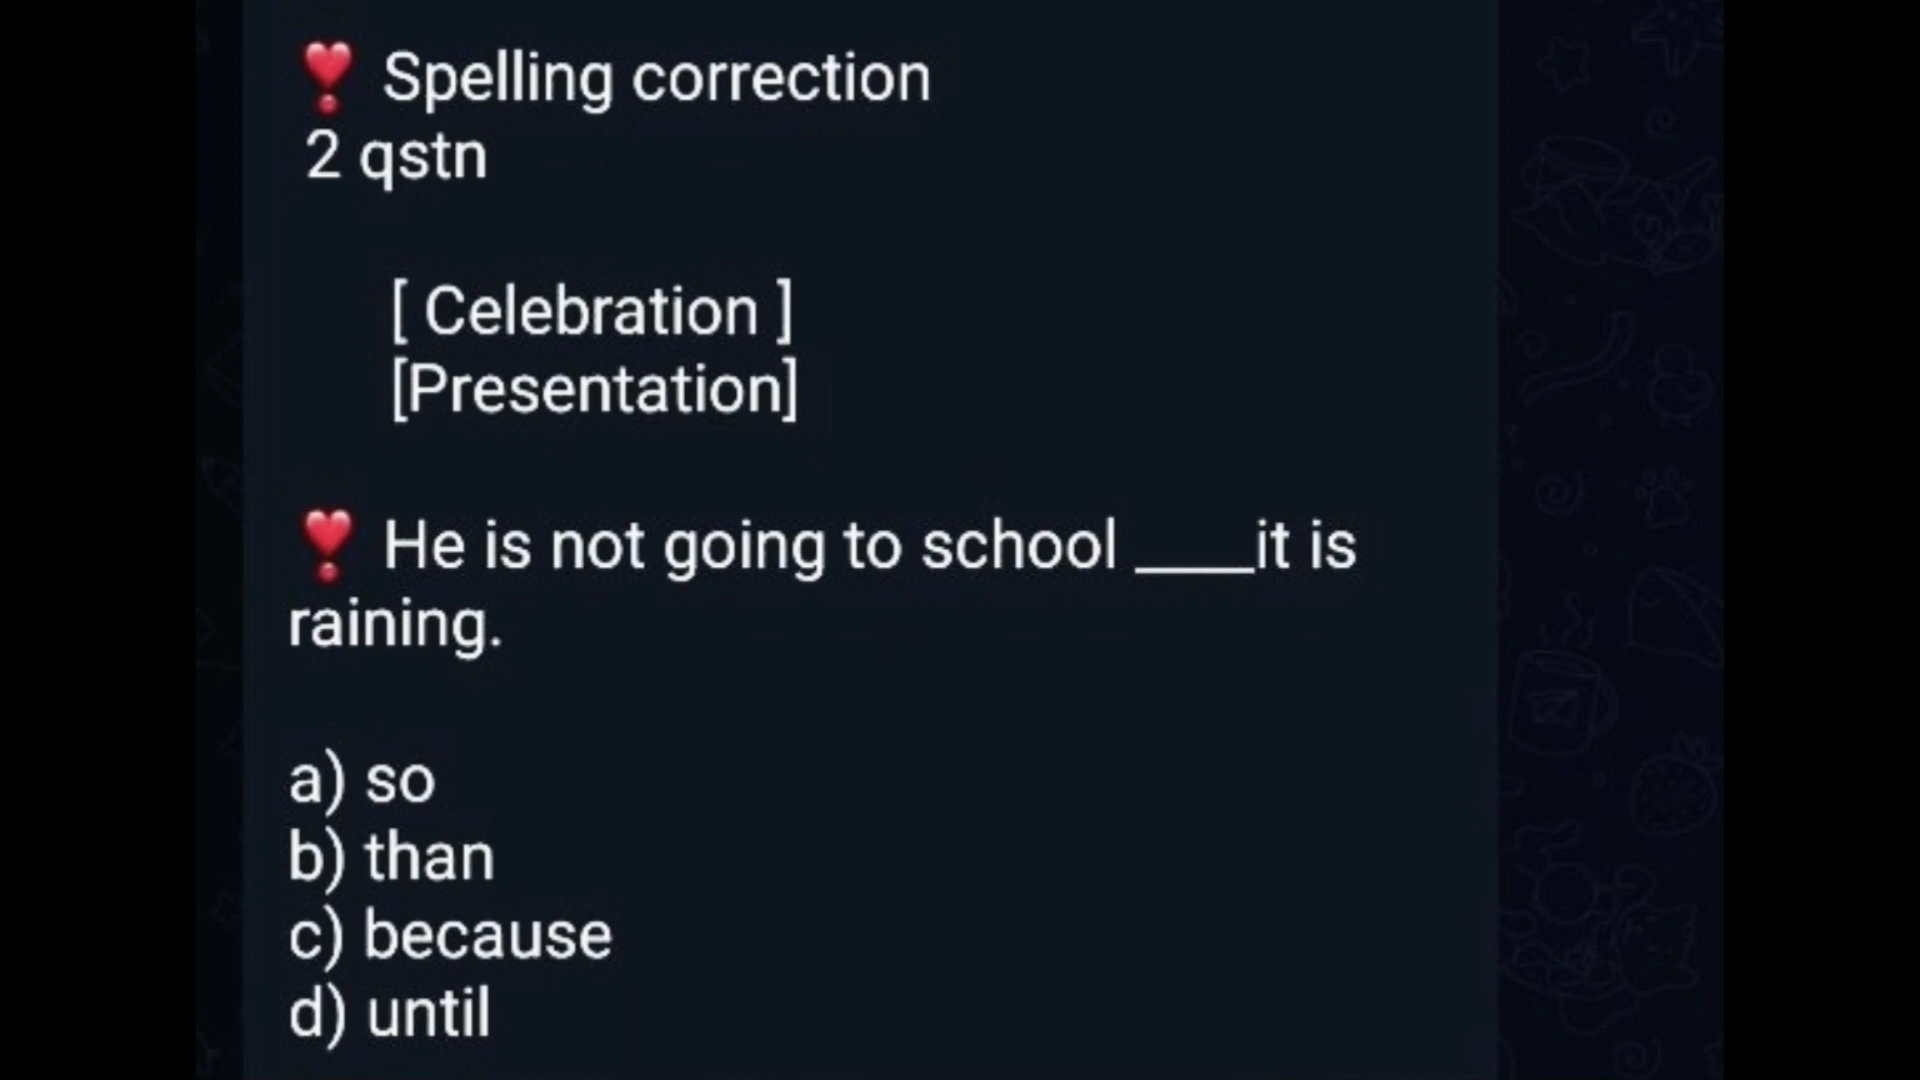 ❣️ Spelling correction
2 qstn
[ Celebration ]
[Presentation]
❣️ He is not going to school ____it is
raining.
a) so
b) than
c) because
d) until